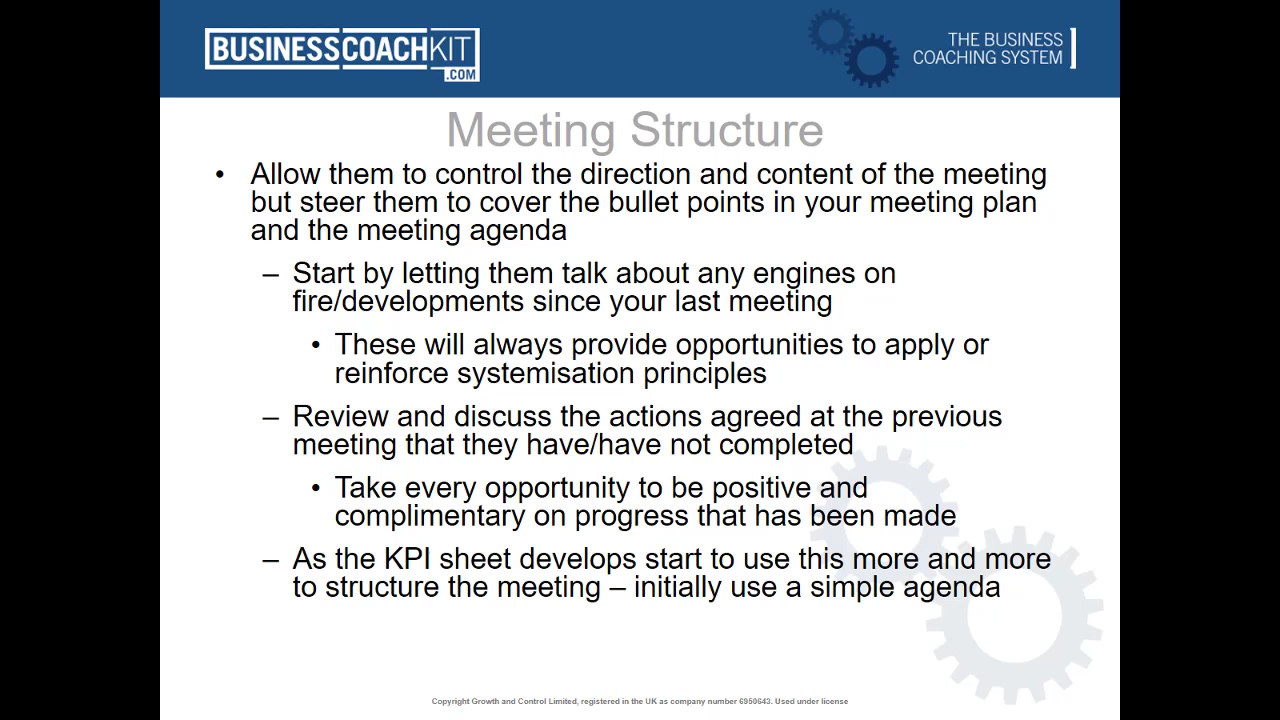 BUSINESSCOACHKIT
.COM
THE BUSINESS
COACHING SYSTEM
Meeting Structure
• Allow them to control the direction and content of the meeting
but steer them to cover the bullet points in your meeting plan
and the meeting agenda
– Start by letting them talk about any engines on
fire/developments since your last meeting
• These will always provide opportunities to apply or
reinforce systemisation principles
– Review and discuss the actions agreed at the previous
meeting that they have/have not completed
• Take every opportunity to be positive and
complimentary on progress that has been made
– As the KPI sheet develops start to use this more and more
to structure the meeting – initially use a simple agenda
Copyright Growth and Control Limited, registered in the UK as company number 6950643. Used under license